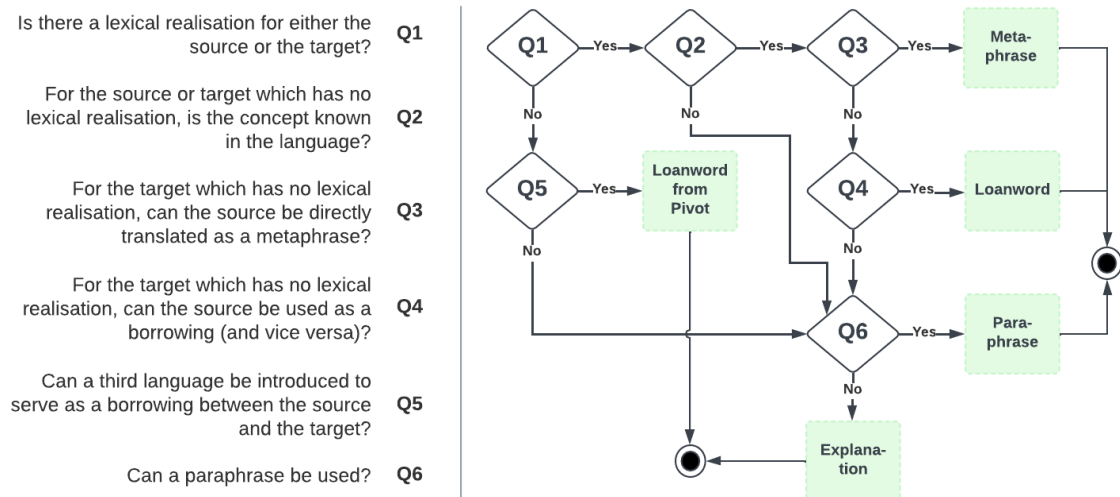 Is there a lexical realisation for either the
source or the target?
Q1
For the source or target which has no
lexical realisation, is the concept known
in the language?
Q2
For the target which has no lexical
realisation, can the source be directly
translated as a metaphrase?
Q3
For the target which has no lexical
realisation, can the source be used as a
borrowing (and vice versa)?
Q4
Can a third language be introduced to
serve as a borrowing between the source
and the target?
Q5
Can a paraphrase be used?
Q6
Q1
Yes
Q2
Yes
Q3
Yes
Meta-
phrase
No
No
No
Q5
Yes
Loanword
from
Pivot
Q4
Yes
Loanword
No
No
Q6
Yes
Para-
phrase
No
Explana-
tion